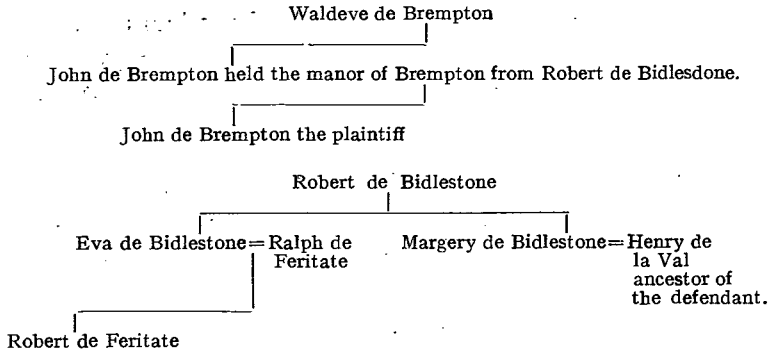 Waldeve de Brempton
John de Brempton held the manor of Brempton from Robert de Bidlesdone.
John de Brempton the plaintiff
Robert de Bidlestone
Eva de Bidlestone=Ralph de Feritate
Margery de Bidlestone=Henry de la Val ancestor of the defendant.
Robert de Feritate